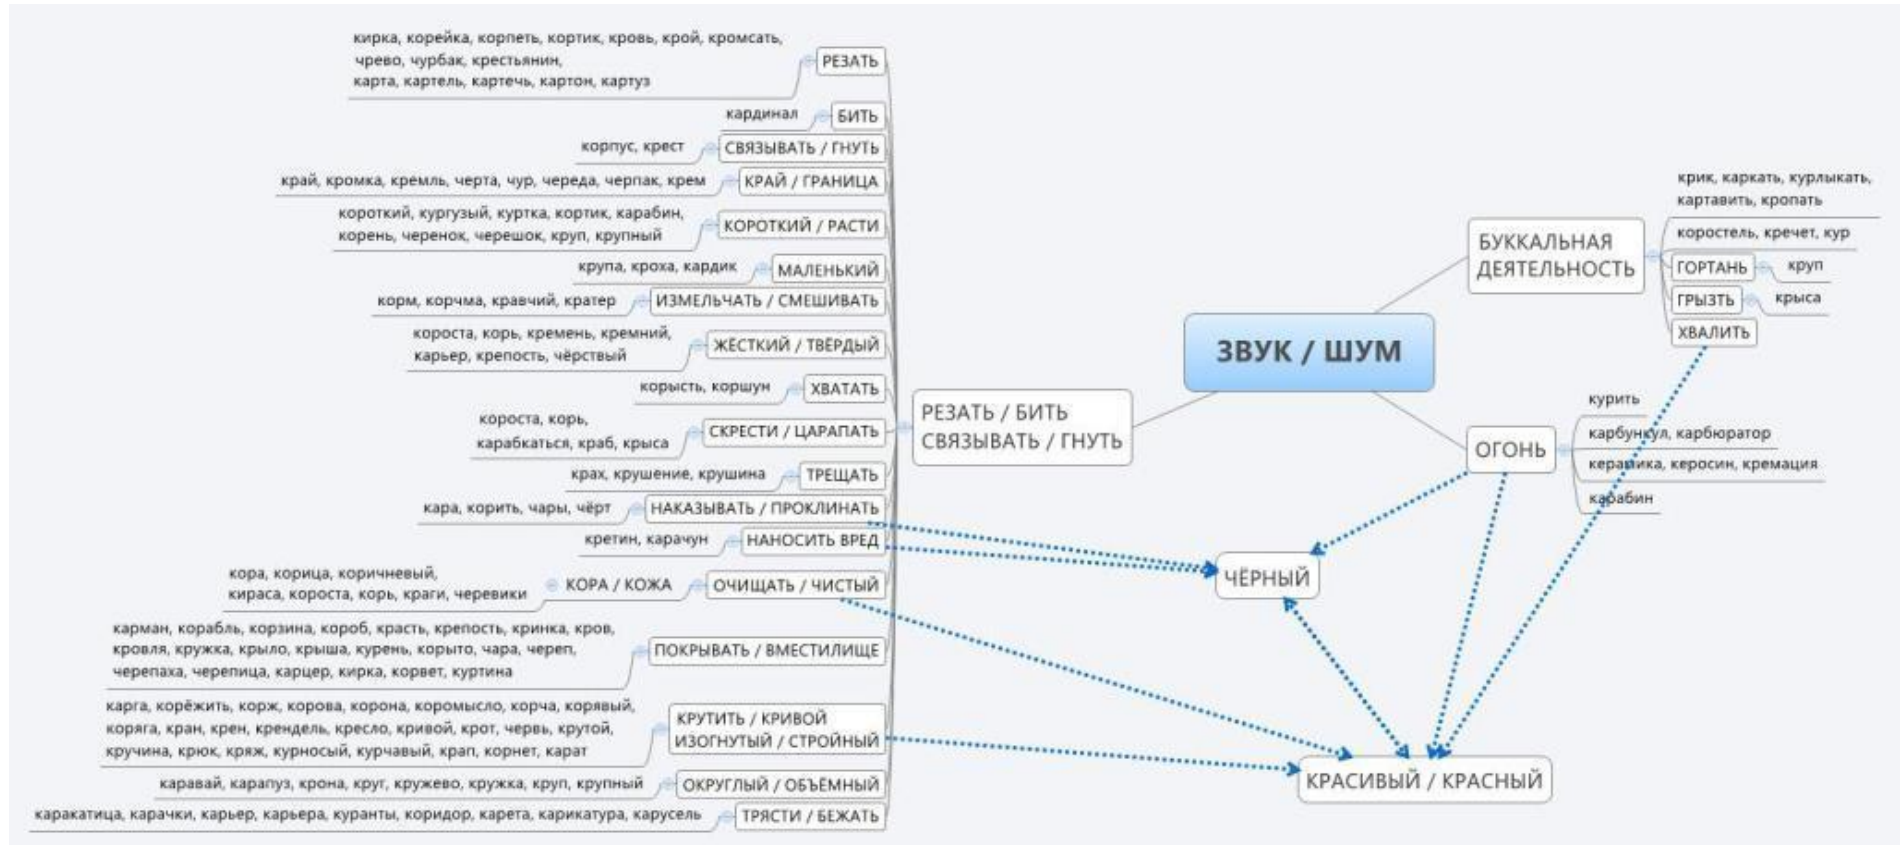 кирка, корейка, корпеть, кортик, кровь, крой, кромсать,
чрево, чурбак, крестьянин,
карта, картель, картечь, картон, картуз
РЕЗАТЬ
кардинал
БИТЬ
корпус, крест
СВЯЗЫВАТЬ / ГНУТЬ
край, кромка, кремль, черта, чур, череда, черпак, крем
КРАЙ / ГРАНИЦА
короткий, кургузый, куртка, кортик, карабин,
корень, черенок, черешок, круп, крупный
КОРОТКИЙ / РАСТИ
крупа, кроха, кардик
МАЛЕНЬКИЙ
корм, корчма, кравчий, кратер
ИЗМЕЛЬЧАТЬ / СМЕШИВАТЬ
короста, корь, кремень, кремний,
карьер, крепость, чёрствый
ЖЁСТКИЙ / ТВЁРДЫЙ
корысть, коршун
ХВАТАТЬ
короста, корь,
карабкаться, краб, крыса
СКРЕСТИ / ЦАРАПАТЬ
крах, крушение, крушина
ТРЕЩАТЬ
кара, корить, чары, чёрт
НАКАЗЫВАТЬ / ПРОКЛИНАТЬ
кретин, карачун
НАНОСИТЬ ВРЕД
кора, корица, коричневый,
кираса, короста, корь, краги, черевики
КОРА / КОЖА
ОЧИЩАТЬ / ЧИСТЫЙ
карман, корабль, корзина, короб, красть, крепость, кринка, кров,
кровля, кружка, крыло, крыша, курень, корыто, чара, череп,
черепаха, черепица, карцер, кирка, корвет, куртина
ПОКРЫВАТЬ / ВМЕСТИЛИЩЕ
карга, корёжить, корж, корова, корона, коромысло, корча, корявый,
коряга, кран, крен, крендель, кресло, кривой, крот, червь, крутой,
кручина, крюк, кряж, курносый, курчавый, крап, корнет, карат
КРУТИТЬ / КРИВОЙ
ИЗОГНУТЫЙ / СТРОЙНЫЙ
каравай, карапуз, крона, круг, кружево, кружка, круп, крупный
ОКРУГЛЫЙ / ОБЪЁМНЫЙ
каракатица, карачки, карьер, карьера, куранты, коридор, карета, карикатура, карусель
ТРЯСТИ / БЕЖАТЬ
РЕЗАТЬ / БИТЬ
СВЯЗЫВАТЬ / ГНУТЬ
ЗВУК / ШУМ
БУККАЛЬНАЯ
ДЕЯТЕЛЬНОСТЬ
крик, каркать, курлыкать,
картавить, кропать
коростель, кречет, кур
ГОРТАНЬ
круп
ГРЫЗТЬ
крыса
ХВАЛИТЬ
ОГОНЬ
курить
карбункул, карбюратор
керамика, керосин, кремация
карабин
ЧЁРНЫЙ
КРАСИВЫЙ / КРАСНЫЙ